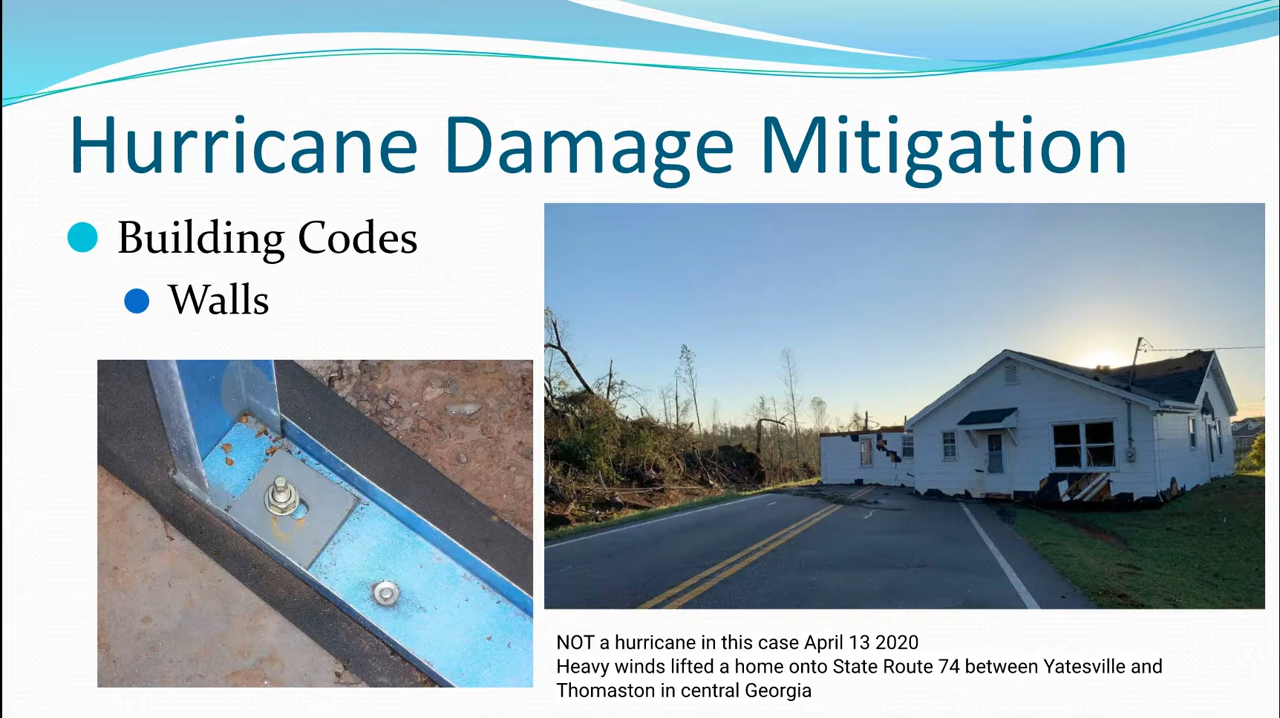 Hurricane Damage Mitigation
Building Codes
Walls
NOT a hurricane in this case April 13 2020
Heavy winds lifted a home onto State Route 74 between Yatesville and
Thomaston in central Georgia